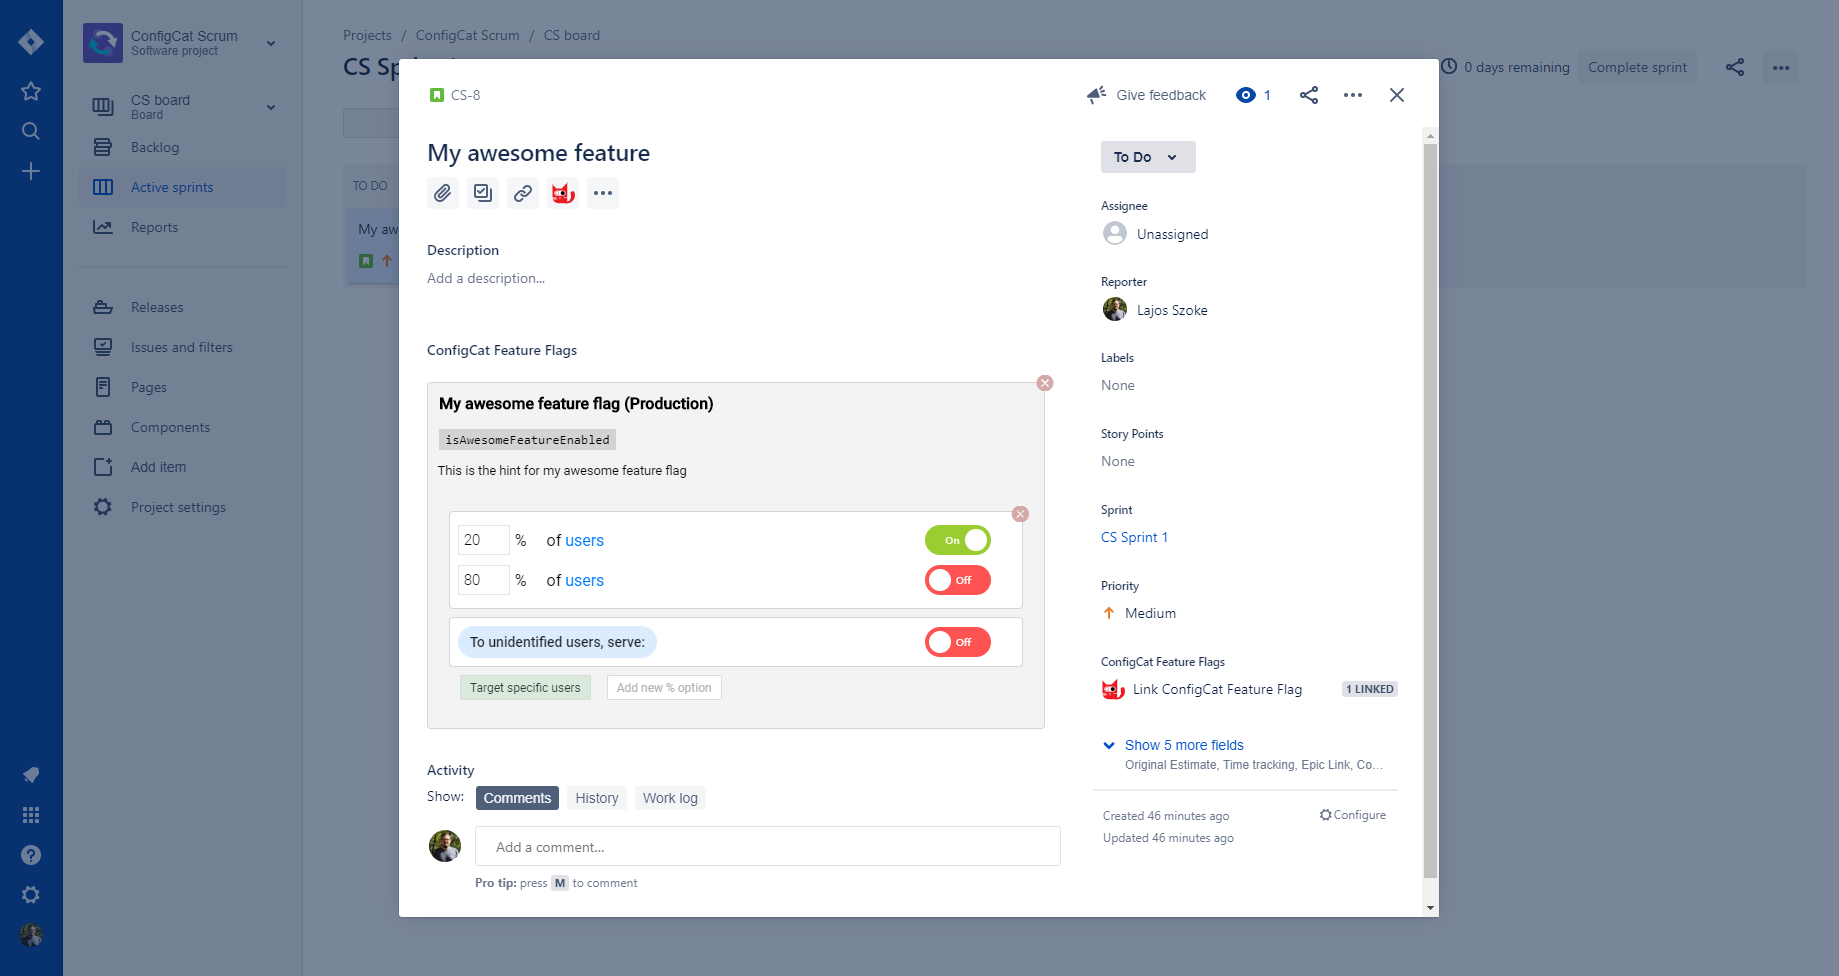 ConfigCat Scrum
Software project
CS board
Board
Backlog
Active sprints
Reports
Releases
Issues and filters
Pages
Components
Add item
Project settings
Projects / ConfigCat Scrum / CS board
CS Sp
0 days remaining
Complete sprint
TO DO
My aw
CS-8
Give feedback
1
My awesome feature
Description
Add a description...
ConfigCat Feature Flags
My awesome feature flag (Production)
isAwesomeFeatureEnabled
This is the hint for my awesome feature flag
20 % of users On
80 % of users Off
To unidentified users, serve: Off
Target specific users Add new % option
Activity
Show: Comments History Work log
Add a comment...
Pro tip: press M to comment
To Do
Assignee
Unassigned
Reporter
Lajos Szoke
Labels
None
Story Points
None
Sprint
CS Sprint 1
Priority
Medium
ConfigCat Feature Flags
Link ConfigCat Feature Flag 1 LINKED
Show 5 more fields
Original Estimate, Time tracking, Epic Link, Co...
Created 46 minutes ago Configure
Updated 46 minutes ago